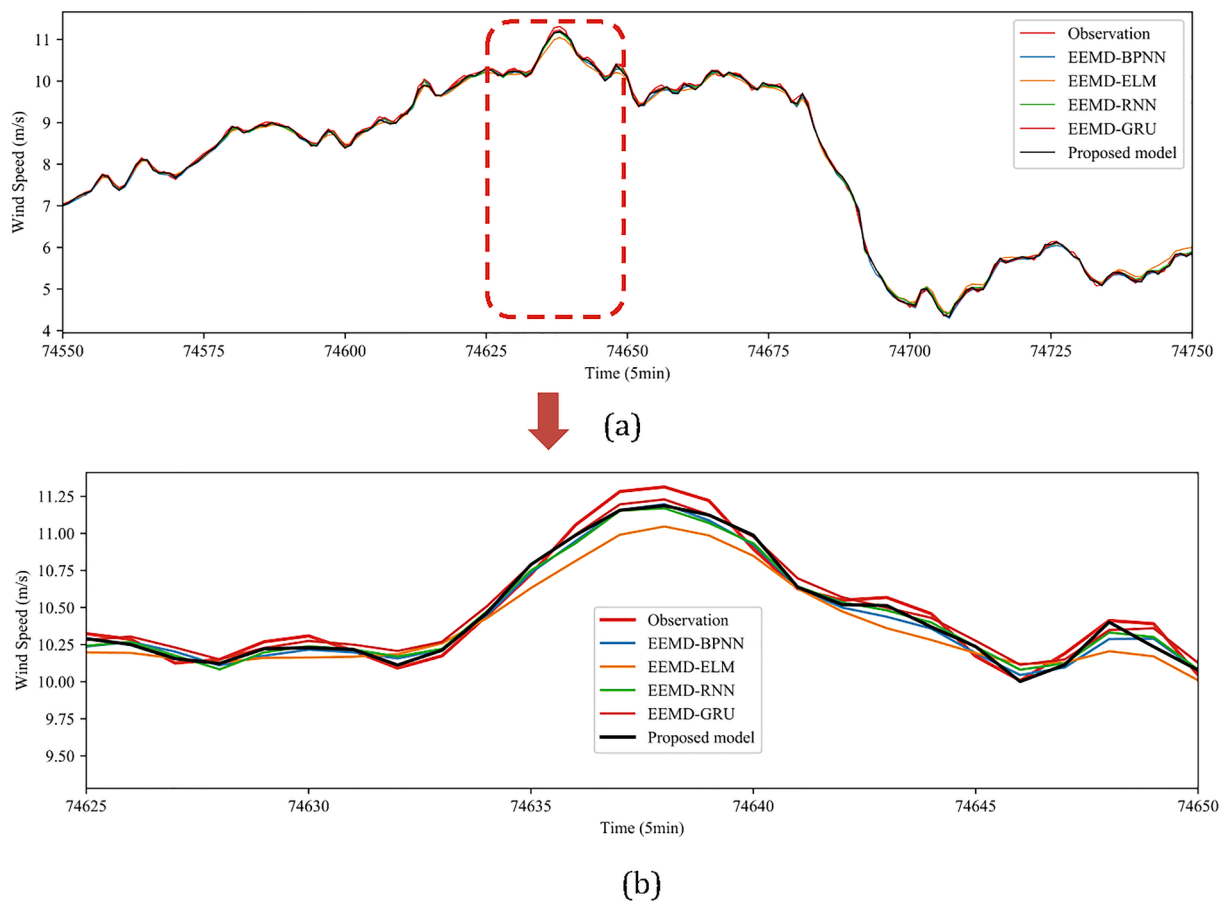 11
10
9
8
7
6
5
4
Wind Speed (m/s)
Observation
EEMD-BPNN
EEMD-ELM
EEMD-RNN
EEMD-GRU
Proposed model
74550 74575 74600 74625 74650 74675 74700 74725 74750
Time (5min)
(a)
11.25
11.00
10.75
10.50
10.25
10.00
9.75
9.50
Wind Speed (m/s)
Observation
EEMD-BPNN
EEMD-ELM
EEMD-RNN
EEMD-GRU
Proposed model
74625 74630 74635 74640 74645 74650
Time (5min)
(b)